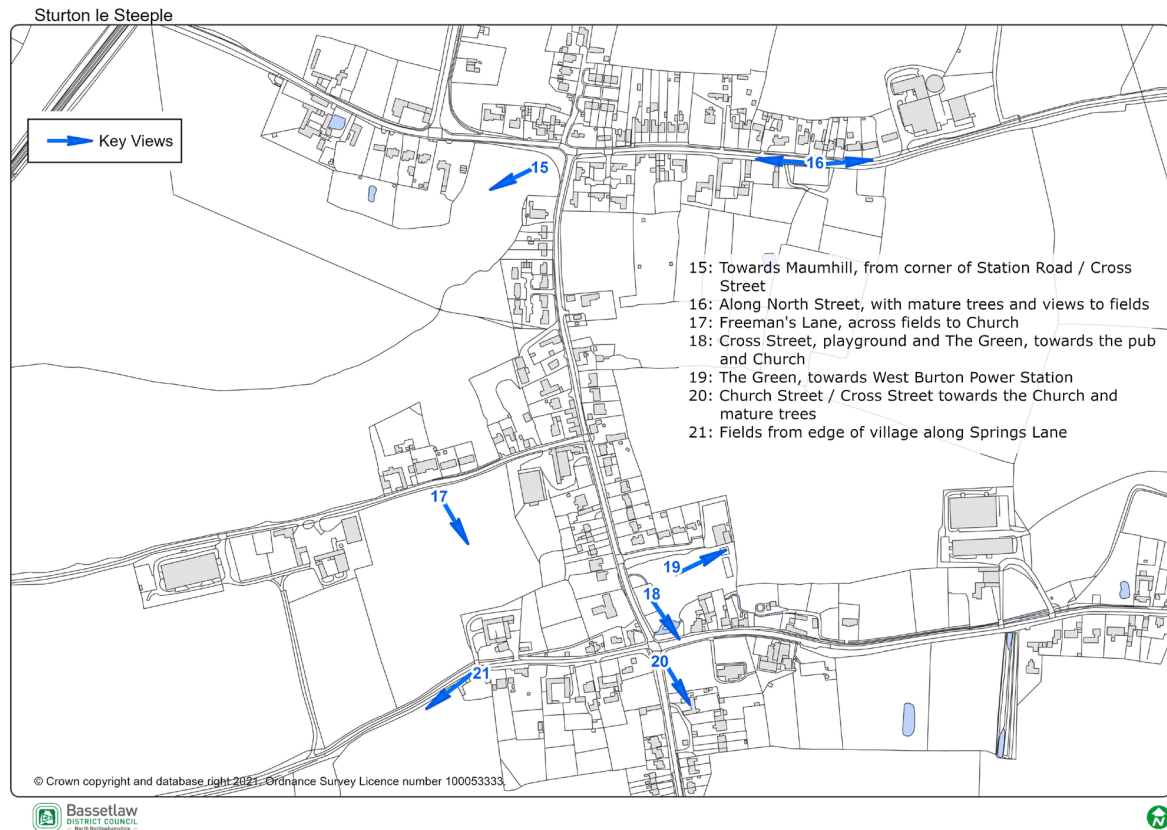 Sturton le Steeple
Key Views
15
16
15: Towards Maumhill, from corner of Station Road / Cross
Street
16: Along North Street, with mature trees and views to fields
17: Freeman's Lane, across fields to Church
18: Cross Street, playground and The Green, towards the pub
and Church
19: The Green, towards West Burton Power Station
20: Church Street / Cross Street towards the Church and
mature trees
21: Fields from edge of village along Springs Lane
17
19
18
20
21
© Crown copyright and database right 2021. Ordnance Survey Licence number 100053333.
Bassetlaw
DISTRICT COUNCIL
North Nottinghamshire
N